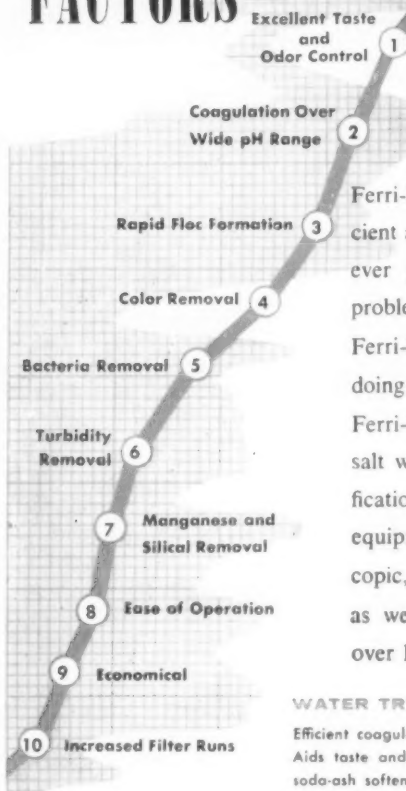 FACTORS
Excellent Taste
and
Odor Control
1
Coagulation Over
Wide pH Range
2
Rapid Floc Formation
3
Color Removal
4
Bacteria Removal
5
Turbidity
Removal
6
7
Manganese and
Silical Removal
8
Ease of Operation
9
Economical
10
Increased Filter Runs
Ferri-
cient
ever
proble
Ferri-
doing
Ferri-
salt w
ficatio
equip
copic,
as we
over
WATER TR
Efficient coagul
Aids taste and
soda-ash soften